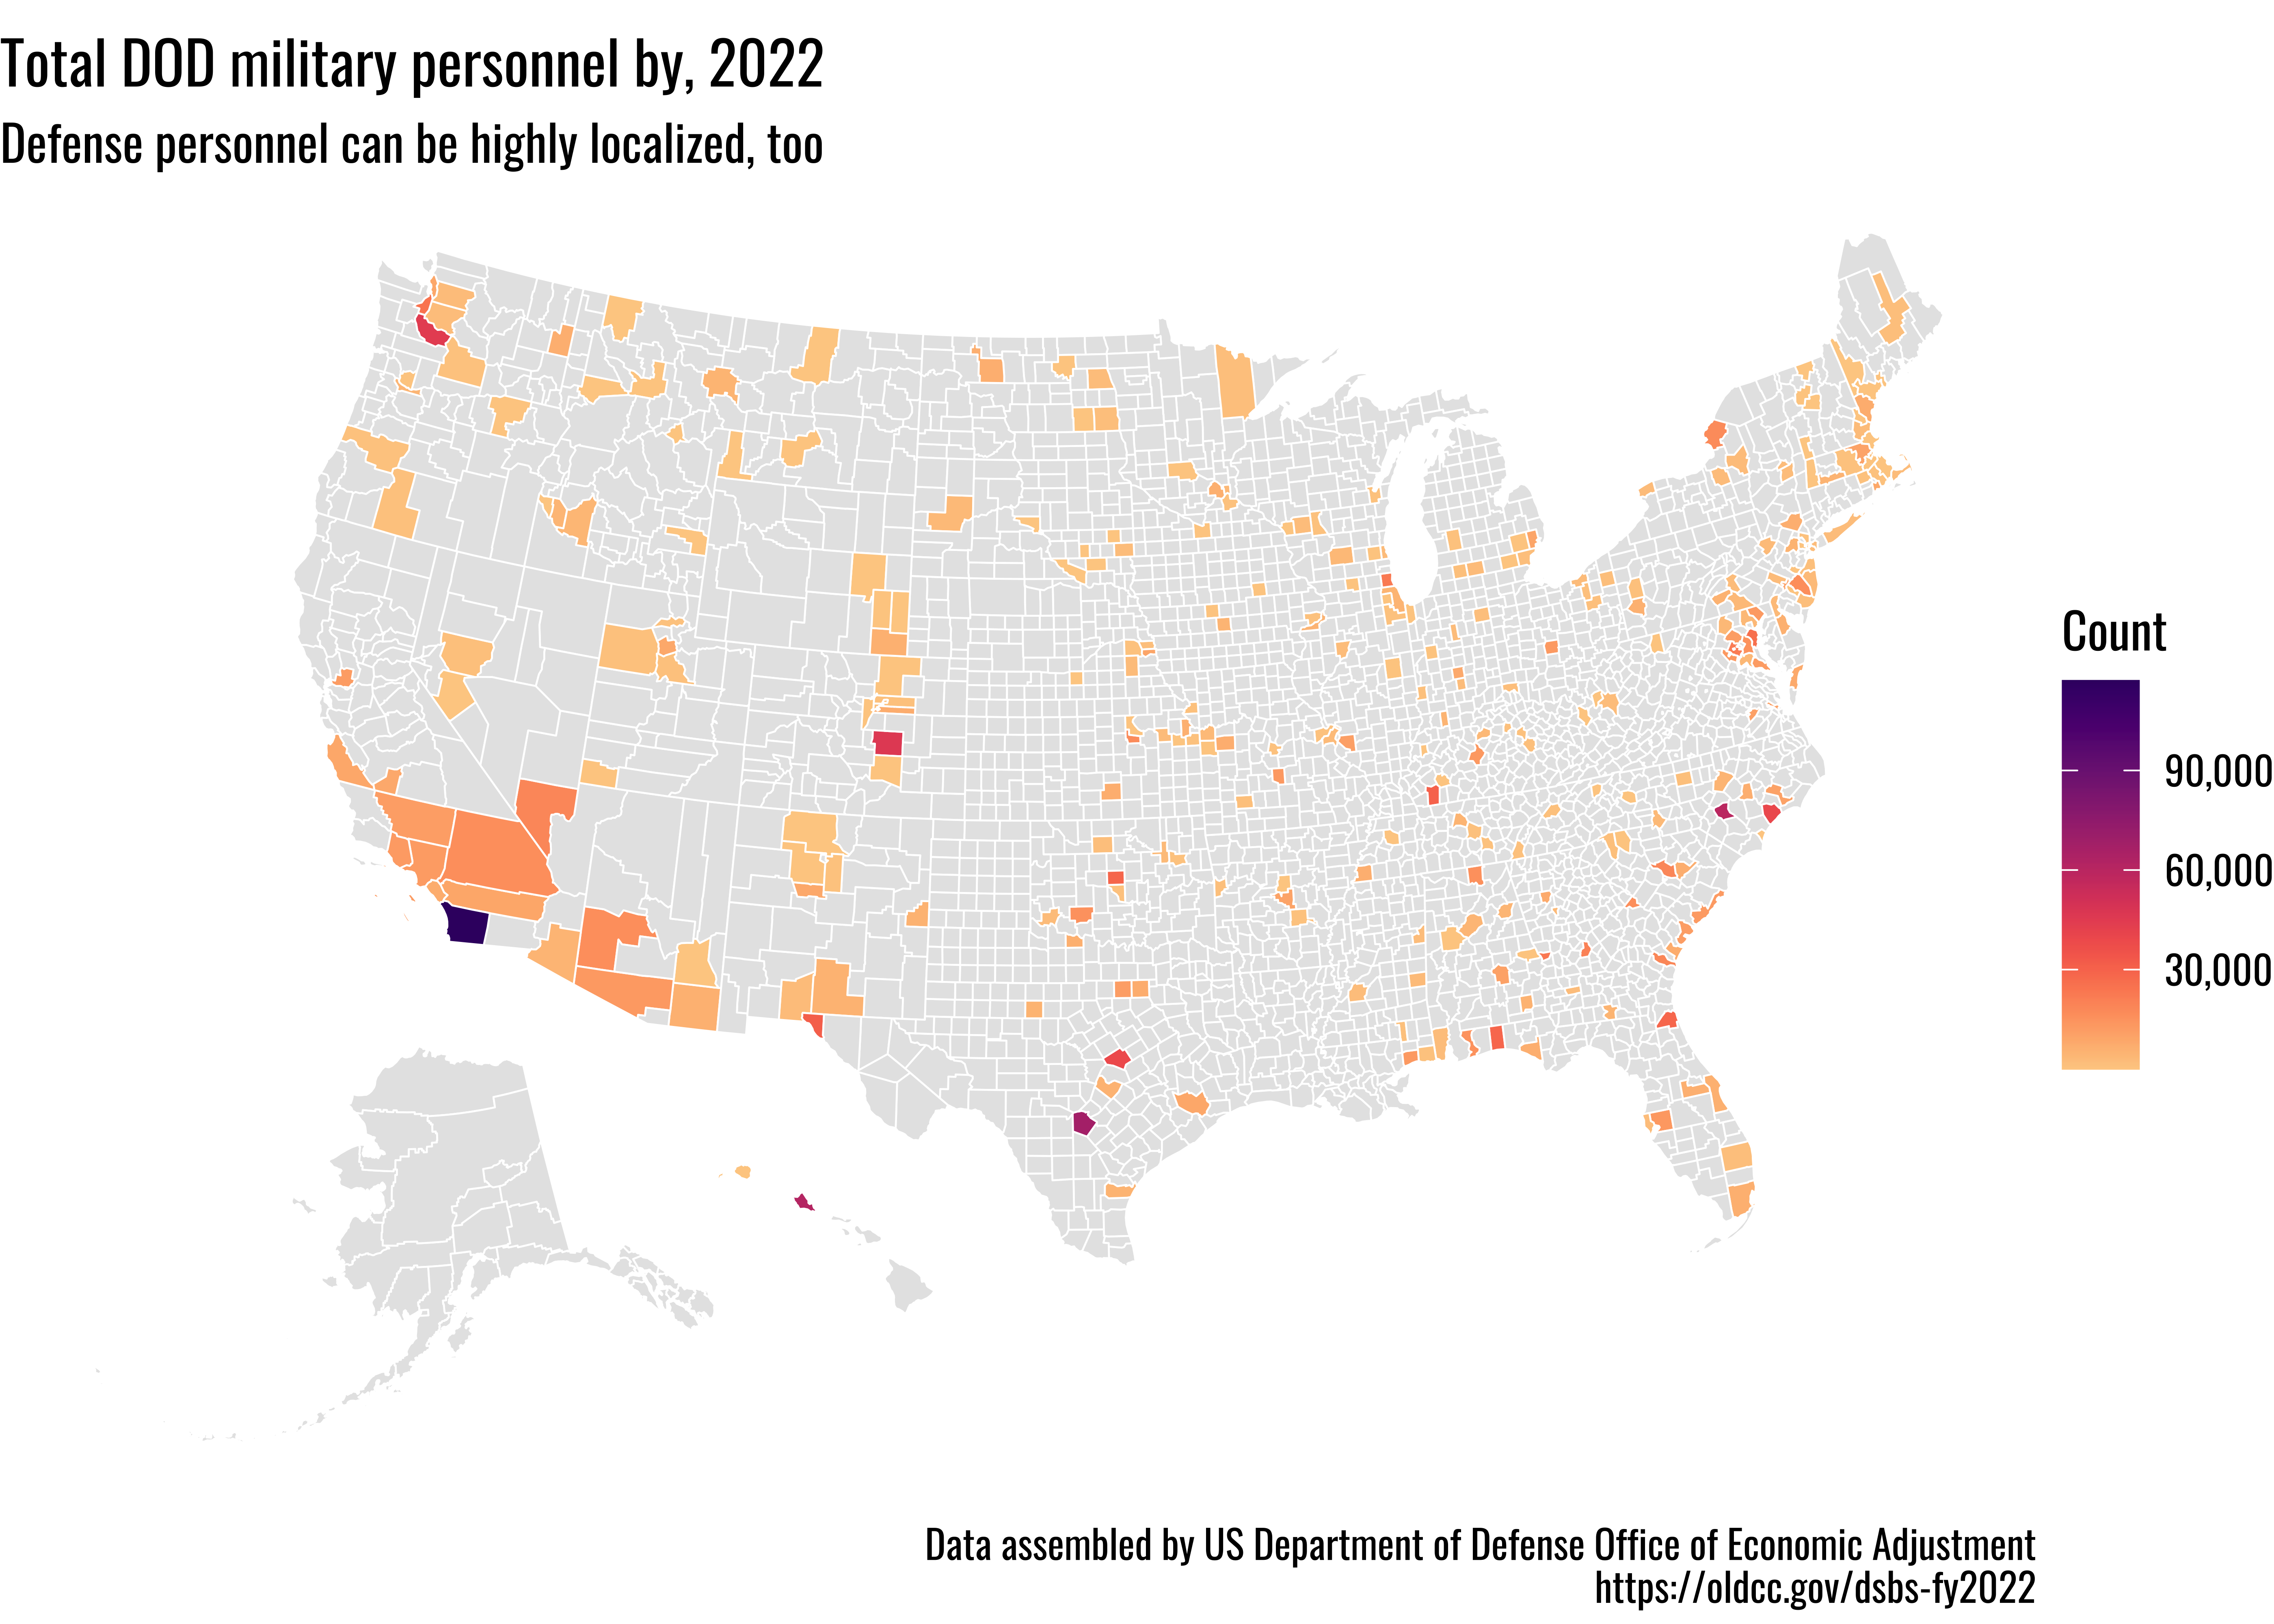 Total DOD military personnel by, 2022
Defense personnel can be highly localized, too
Count
90,000
60,000
30,000
Data assembled by US Department of Defense Office of Economic Adjustment
https://oldcc.gov/dsbs-fy2022